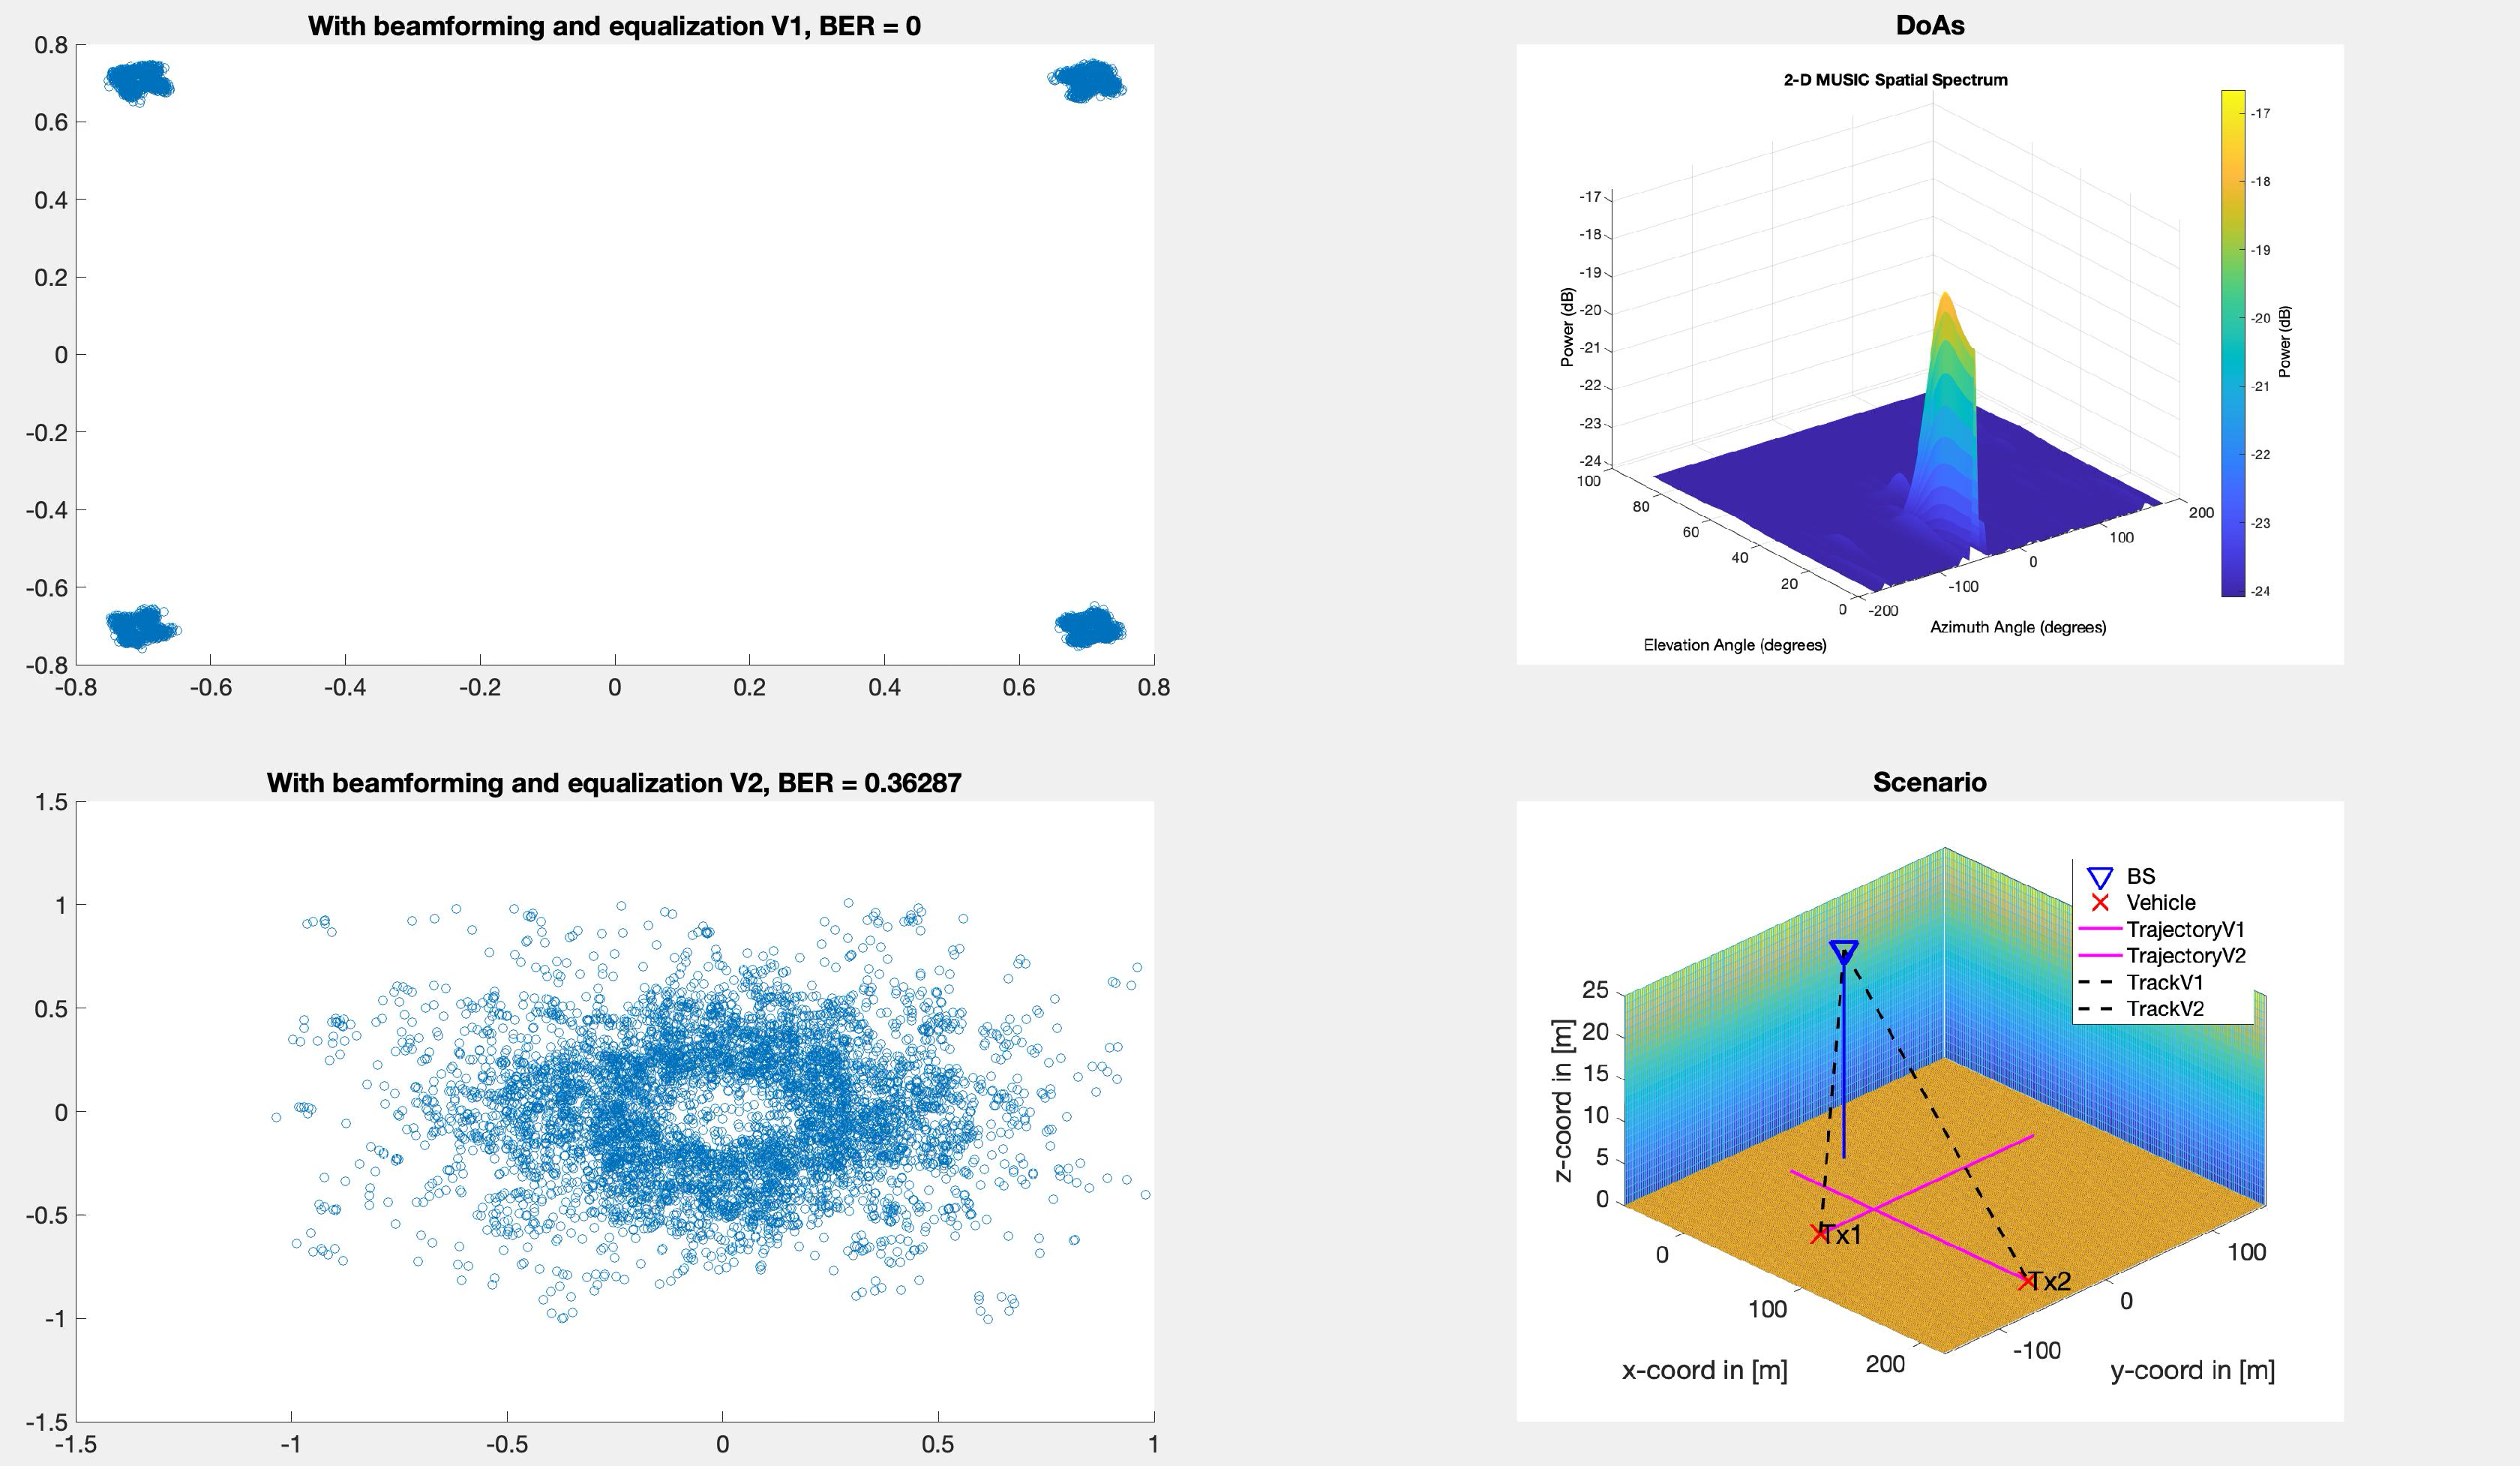 With beamforming and equalization V1, BER = 0
0.8
0.6
0.4
0.2
0
-0.2
-0.4
-0.6
-0.8
-0.8 -0.6 -0.4 -0.2 0 0.2 0.4 0.6 0.8
DoAs
2-D MUSIC Spatial Spectrum
Power (dB)
-17
-18
-19
-20
-21
-22
-23
-24
100
80
60
40
20
0
Elevation Angle (degrees)
-200
-100
0
100
200
Azimuth Angle (degrees)
-17
-18
-19
-20
-21
-22
-23
-24
Power (dB)
With beamforming and equalization V2, BER = 0.36287
1.5
1
0.5
0
-0.5
-1
-1.5
-1.5 -1 -0.5 0 0.5 1
Scenario
BS
Vehicle
TrajectoryV1
TrajectoryV2
TrackV1
TrackV2
z-coord in [m]
25
20
15
10
5
0
Tx1
Tx2
0
100
200
x-coord in [m]
-100
0
100
y-coord in [m]